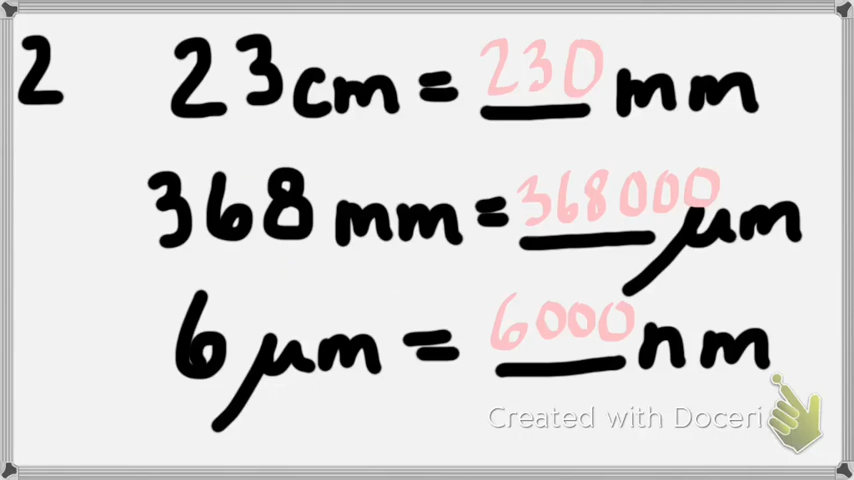 2 23cm = 230 mm
368 mm = 368000 μm
6 μm = 6000 nm
Created with Doceri